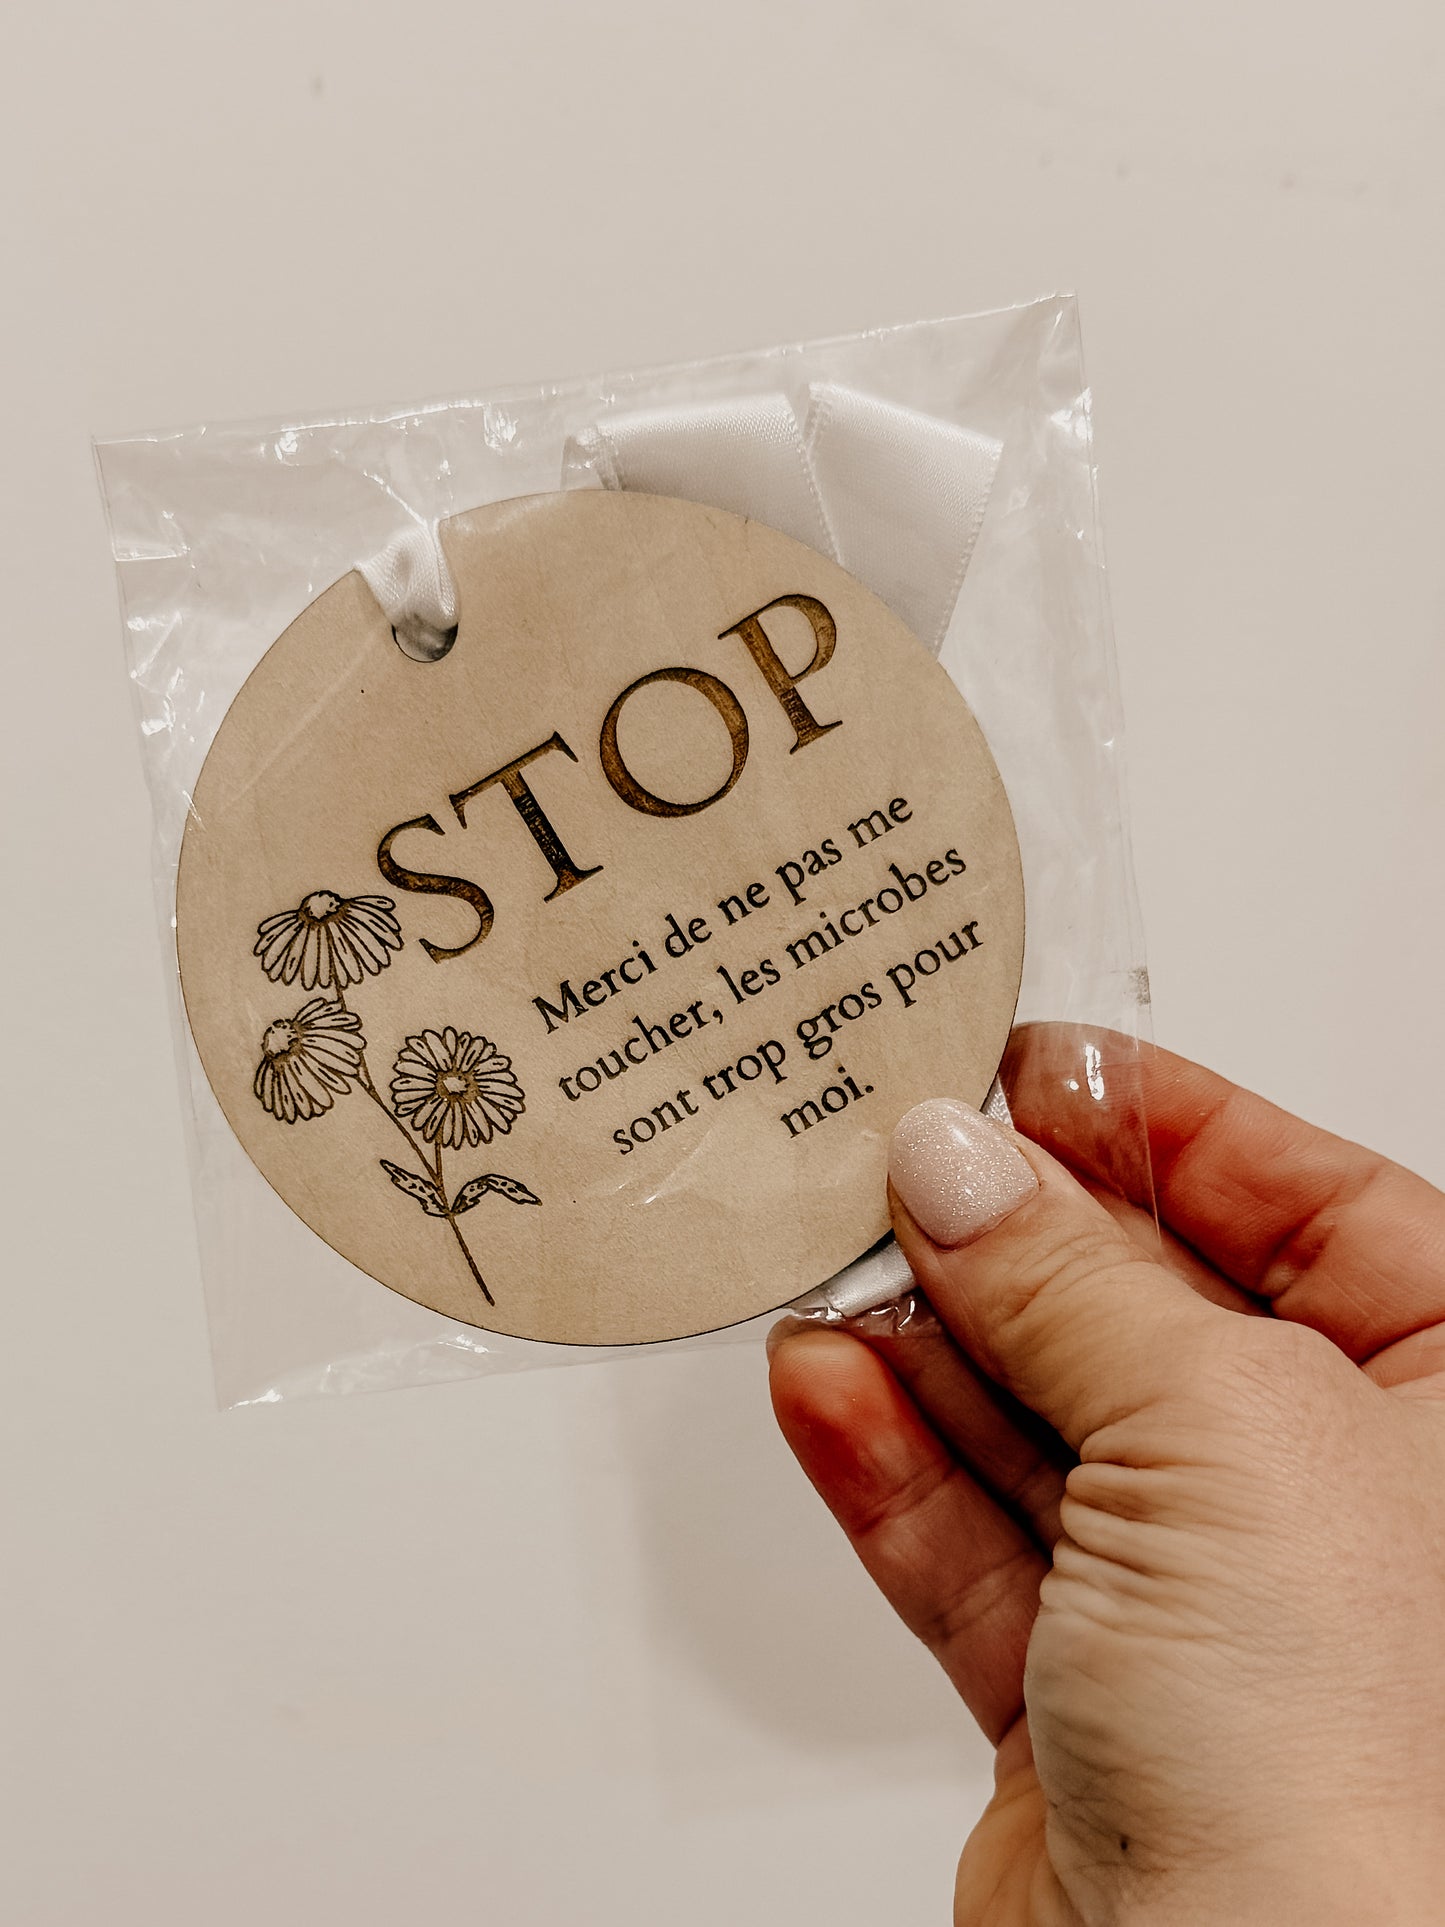 STOP
Merci de ne pas me
toucher, les microbes
sont trop gros pour
moi.